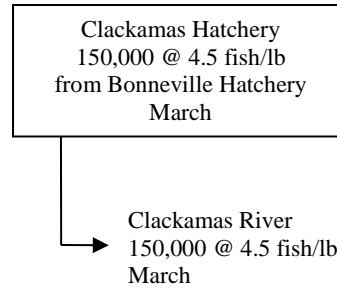 Clackamas Hatchery
150,000 @ 4.5 fish/lb
from Bonneville Hatchery
March
Clackamas River
150,000 @ 4.5 fish/lb
March